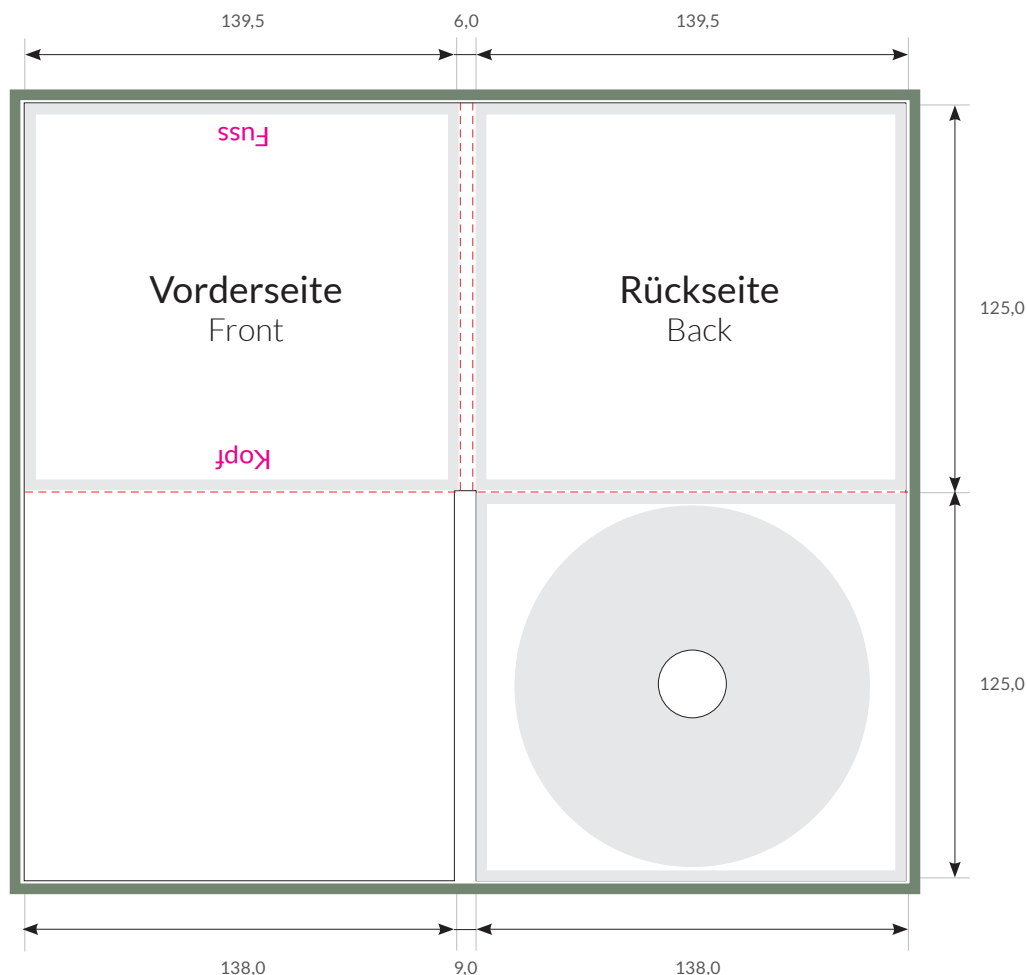 139,5
6,0
139,5
Fuss
Vorderseite
Front
Rückseite
Back
125,0
Kopf
125,0
138,0
9,0
138,0